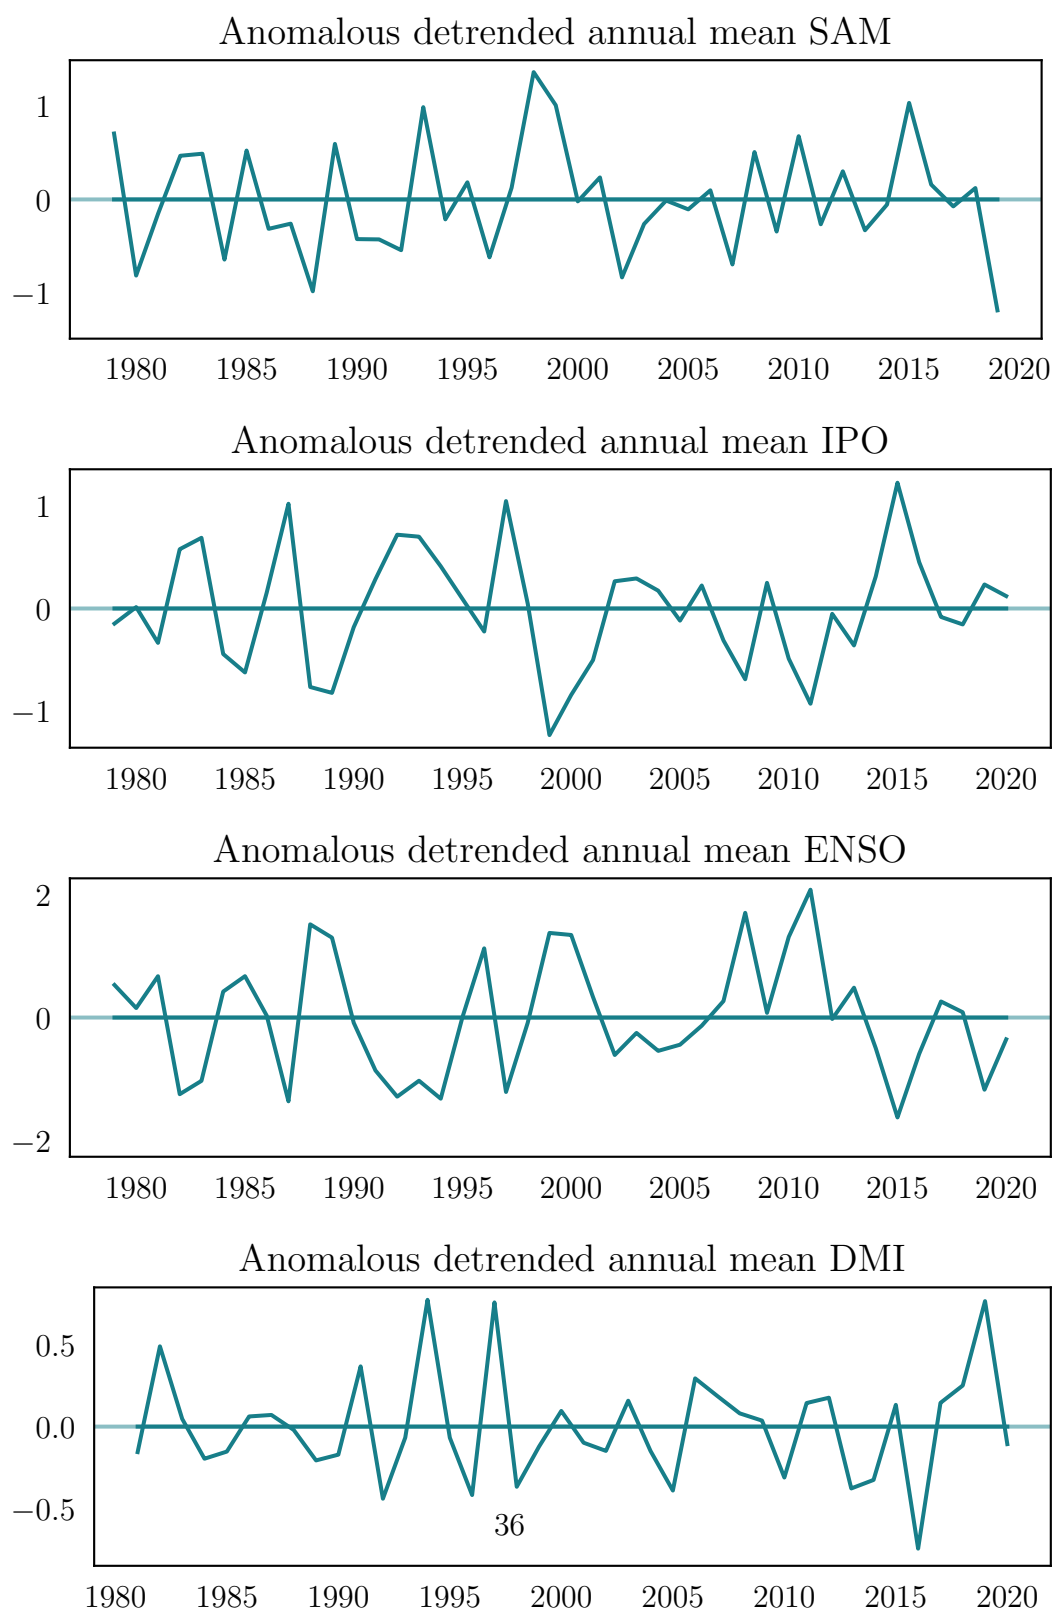 Anomalous detrended annual mean SAM
1
0
−1
1980 1985 1990 1995 2000 2005 2010 2015 2020
Anomalous detrended annual mean IPO
1
0
−1
1980 1985 1990 1995 2000 2005 2010 2015 2020
Anomalous detrended annual mean ENSO
2
0
−2
1980 1985 1990 1995 2000 2005 2010 2015 2020
Anomalous detrended annual mean DMI
0.5
0.0
−0.5
36
1980 1985 1990 1995 2000 2005 2010 2015 2020